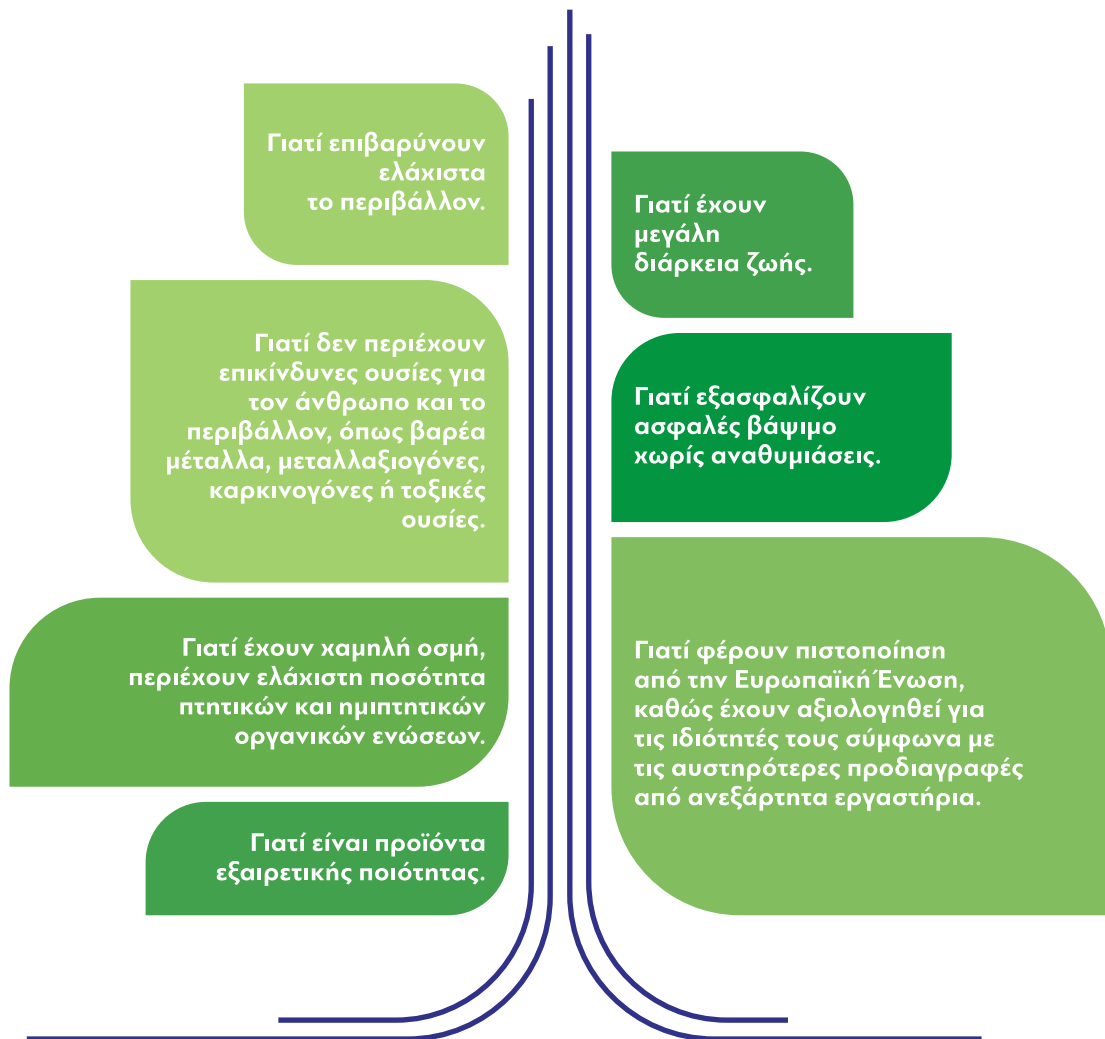 Γιατί επιβαρύνουν
ελάχιστα
το περιβάλλον.
Γιατί δεν περιέχουν
επικίνδυνες ουσίες για
τον άνθρωπο και το
περιβάλλον, όπως βαρέα
μέταλλα, μεταλλαξιογόνες,
καρκινογόνες ή τοξικές
ουσίες.
Γιατί έχουν χαμηλή οσμή,
περιέχουν ελάχιστη ποσότητα
πτητικών και ημιπτητικών
οργανικών ενώσεων.
Γιατί είναι προϊόντα
εξαιρετικής ποιότητας.
Γιατί έχουν
μεγάλη
διάρκεια ζωής.
Γιατί εξασφαλίζουν
ασφαλές βάψιμο
χωρίς αναθυμιάσεις.
Γιατί φέρουν πιστοποίηση
από την Ευρωπαϊκή Ένωση,
καθώς έχουν αξιολογηθεί για
τις ιδιότητές τους σύμφωνα με
τις αυστηρότερες προδιαγραφές
από ανεξάρτητα εργαστήρια.